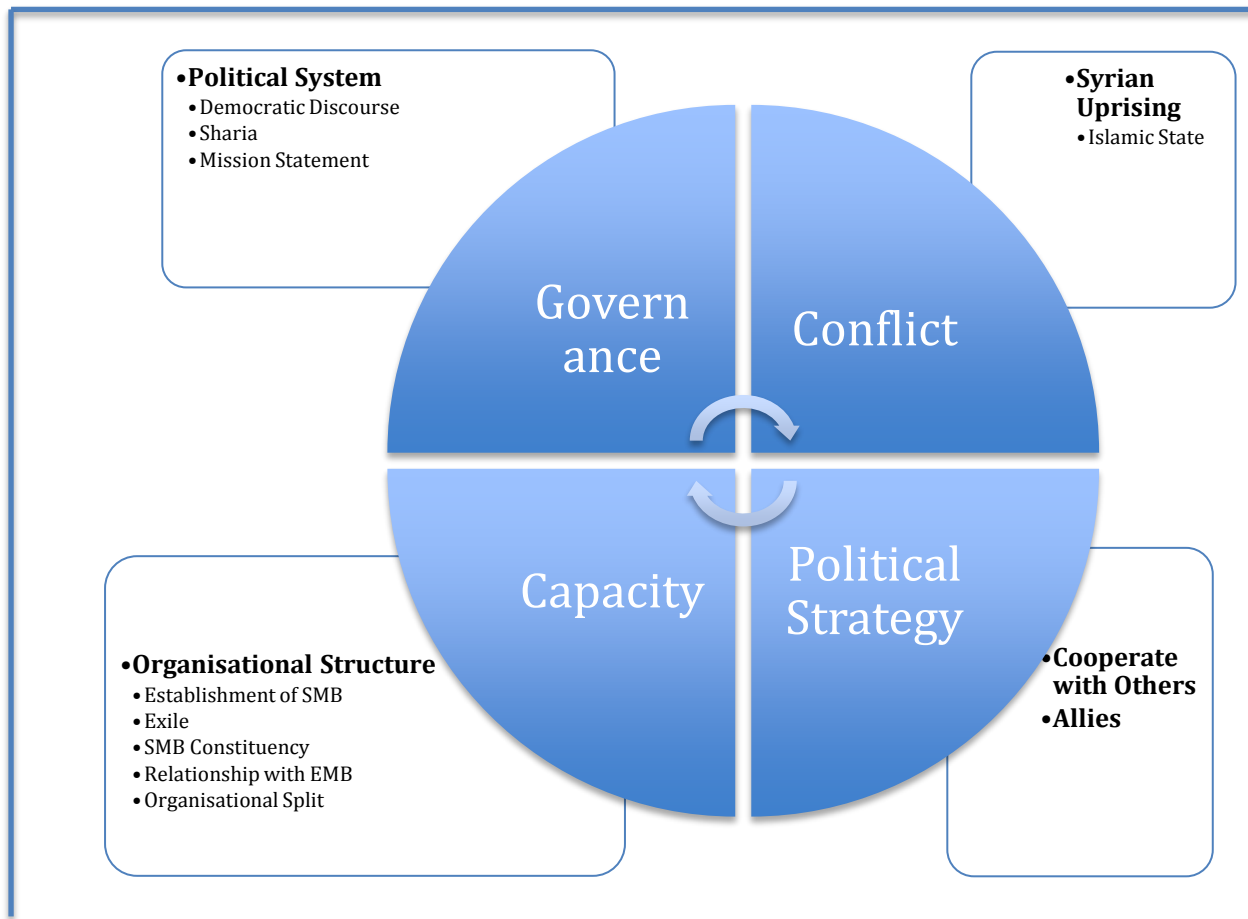 •Political System
•Democratic Discourse
•Sharia
•Mission Statement
•Syrian
Uprising
•Islamic State
Govern
ance
Conflict
Capacity
Political
Strategy
•Organisational Structure
•Establishment of SMB
•Exile
•SMB Constituency
•Relationship with EMB
•Organisational Split
•Cooperate
with Others
•Allies